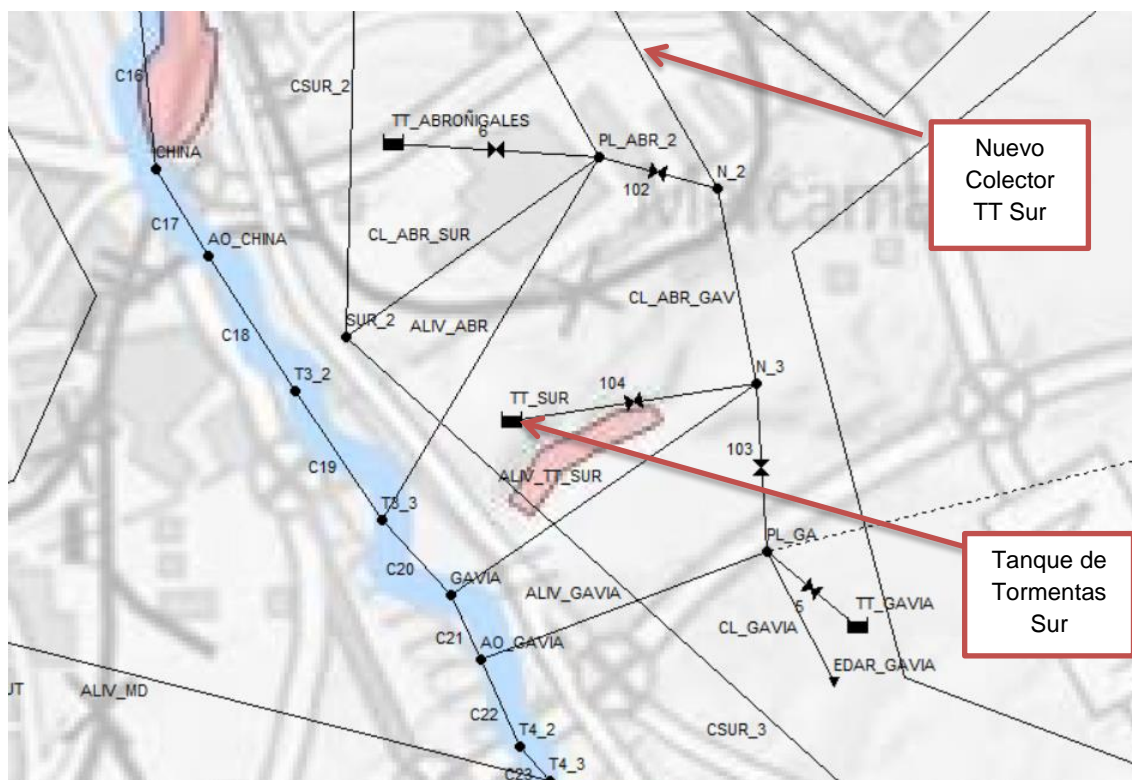 C16
CSUR_2
TT_ABROÑIGALES
6
PL_ABR_2
Nuevo
Colector
TT Sur
CHINA
102
N_2
C17
AO_CHINA
CL_ABR_SUR
CL_ABR_GAV
ALIV_ABR
C18
SUR_2
T3_2
104
N_3
TT_SUR
103
C19
ALIV_TT_SUR
T3_3
PL_GA
Tanque de
Tormentas
Sur
C20
GAVIA
ALIV_GAVIA
5
TT_GAVIA
CL_GAVIA
C21
AO_GAVIA
EDAR_GAVIA
ALIV_MD
C22
CSUR_3
T4_2
T4_3
C23